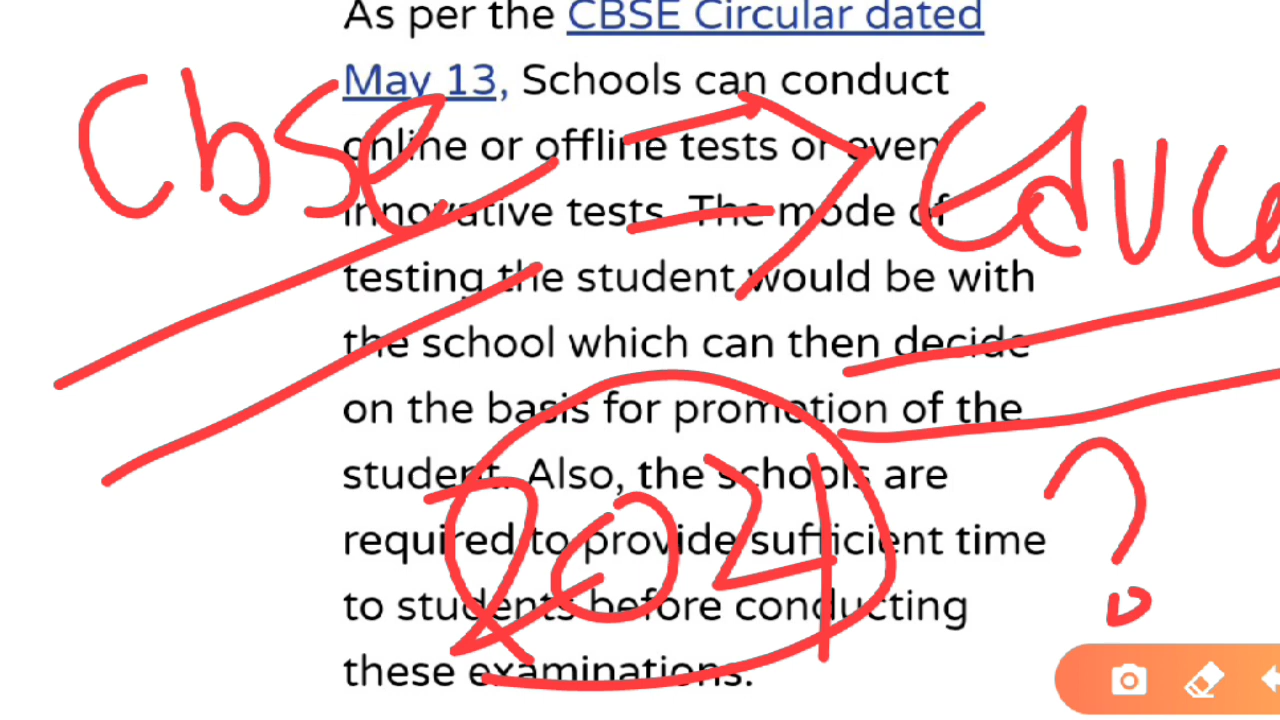 As per the CBSE Circular dated
May 13, Schools can conduct
online or offline tests or even
innovative tests. The mode of
testing the student would be with
the school which can then decide
on the basis for promotion of the
student. Also, the schools are
required to provide sufficient time
to students before conducting
these examinations.
Cbse
2021
?